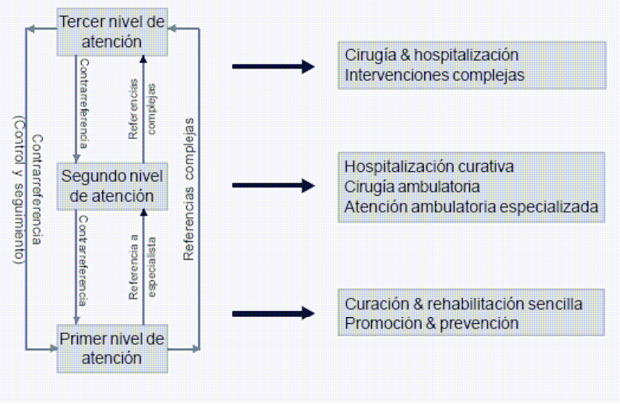 Tercer nivel de
atención
Cirugía & hospitalización
Intervenciones complejas
Contrarreferencia
Referencias
complejas
Contrarreferencia
(Control y seguimiento)
Referencias complejas
Segundo nivel
de atención
Hospitalización curativa
Cirugía ambulatoria
Atención ambulatoria especializada
Contrarreferencia
Referencia a
especialista
Curación & rehabilitación sencilla
Promoción & prevención
Primer nivel de
atención